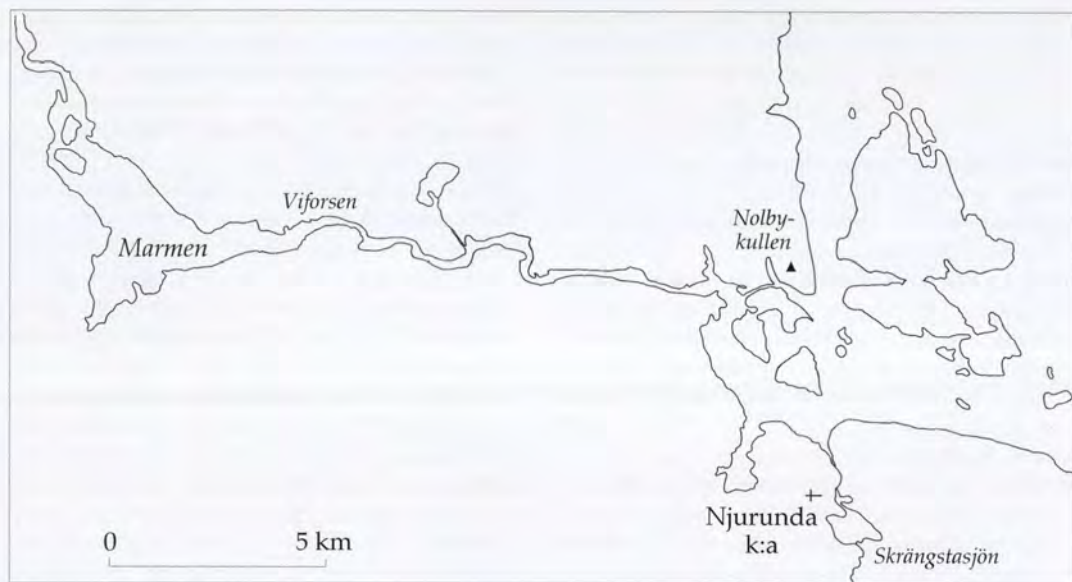 Viforsen
Marmen
Nolby-
kullen
Njurunda
k:a
Skrängstasjön
0 5 km